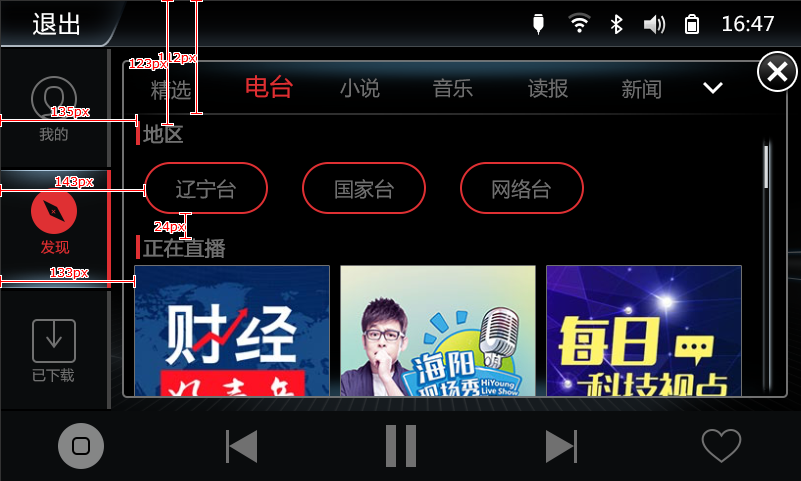 退出
16:47
123px
112px
精选
电台
小说
音乐
读报
新闻
135px
我的
地区
143px
辽宁台
国家台
网络台
24px
发现
正在直播
133px
财经
海阳
现场秀
HiYoung
Live Show
每日
科技视点
已下载